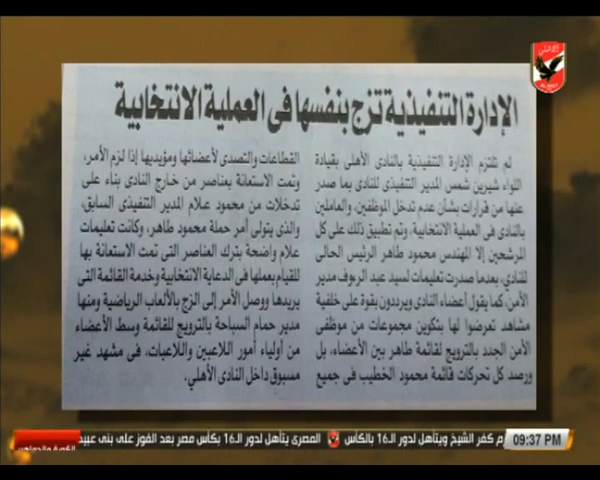 الإدارة التنفيذية تزج بنفسها فى العملية الانتخابية
لم تلتزم الإدارة التنفيذية بالنادى الأهلى بقيادة
اللواء شيرين شمس المدير التنفيذى للنادى بما صدر
عنها من قرارات بشأن عدم تدخل الموظفين، والعاملين
بالنادى فى العملية الانتخابية، وتم تطبيق ذلك على كل
المرشحين إلا المهندس محمود طاهر الرئيس الحالى
للنادي، بعدما صدرت تعليمات لسيد عبد الرءوف مدير
الأمن، كما يقول أعضاء النادى ويرددون بقوة على خلفية
مشاهد تعرضوا لها بتكوين مجموعات من موظفى
الأمن الجدد بالترويج لقائمة طاهر بين الأعضاء، بل
ورصد كل تحركات قائمة محمود الخطيب فى جميع
القطاعات والتصدى لأعضائها ومؤيديها إذا لزم الأمر،
وتمت الاستعانة بعناصر من خارج النادى بناء على
تدخلات من محمود علام المدير التنفيذى السابق،
والذى يتولى أمر حملة محمود طاهر، وكانت تعليمات
علام واضحة بترك العناصر التى تمت الاستعانة بها
للقيام بعملها فى الدعاية الانتخابية وخدمة القائمة التى
يريدها ووصل الأمر إلى الزج بالألعاب الرياضية ومنها
مدير حمام السباحة بالترويج للقائمة وسط الأعضاء
من أولياء أمور اللاعبين واللاعبات، فى مشهد غير
مسبوق داخل النادى الأهلي.
09:37 PM
م كفر الشيخ ويتأهل لدور الـ16 بالكأس
المصرى يتأهل لدور الـ16 بكأس مصر بعد الفوز على بنى عبيد